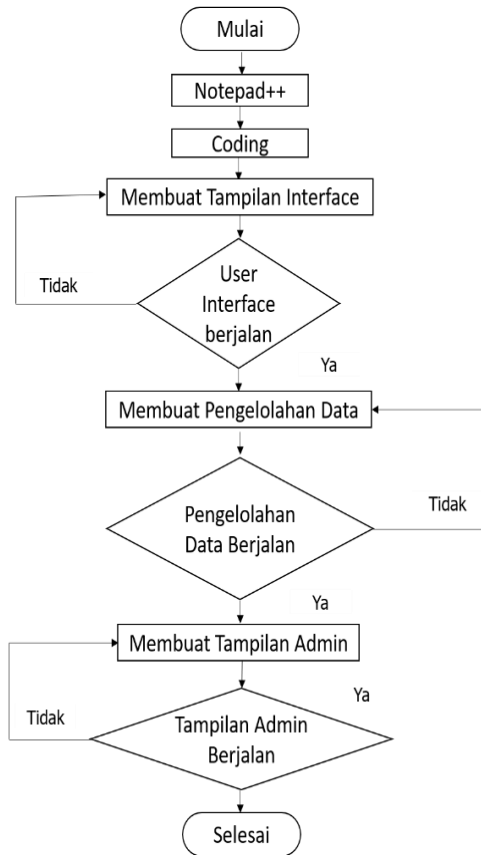 Mulai
Notepad++
Coding
Membuat Tampilan Interface
User
Interface
berjalan
Tidak
Ya
Membuat Pengelolahan Data
Pengelolahan
Data Berjalan
Tidak
Ya
Membuat Tampilan Admin
Ya
Tidak
Tampilan Admin
Berjalan
Selesai